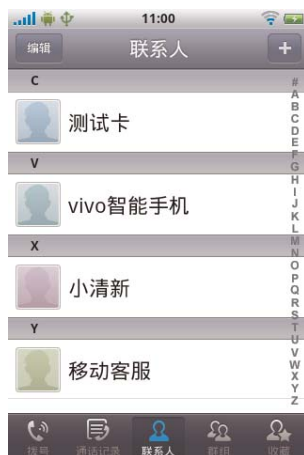 11:00
编辑
联系人
+
C
测试卡
V
vivo智能手机
X
小清新
Y
移动客服
#
A
B
C
D
E
F
G
H
I
J
K
L
M
N
O
P
Q
R
S
T
U
V
W
X
Y
Z
拨号
通话记录
联系人
群组
收藏